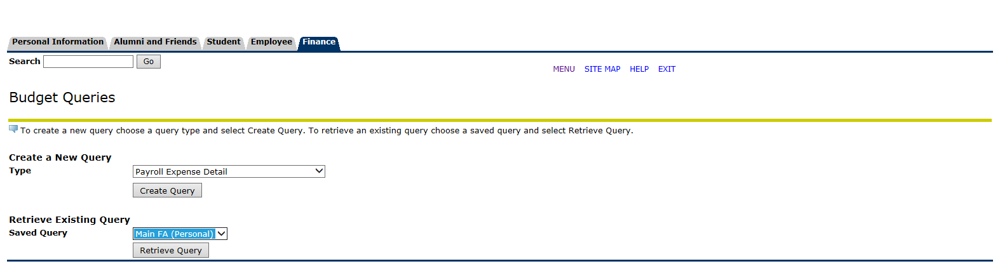 Personal Information Alumni and Friends Student Employee Finance
Search Go
MENU SITE MAP HELP EXIT
Budget Queries
To create a new query choose a query type and select Create Query. To retrieve an existing query choose a saved query and select Retrieve Query.
Create a New Query
Type Payroll Expense Detail
Create Query
Retrieve Existing Query
Saved Query Main FA (Personal)
Retrieve Query